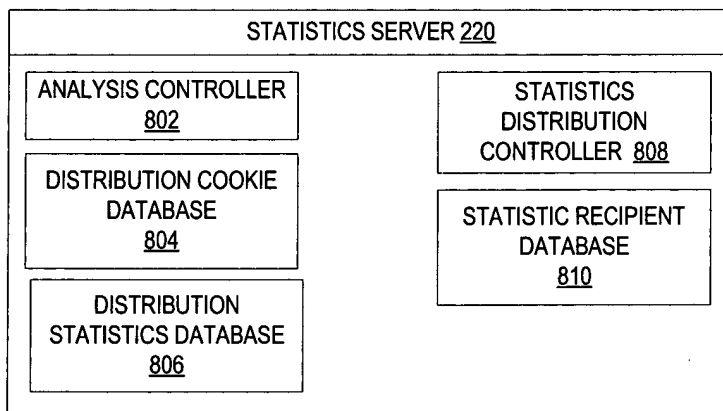 STATISTICS SERVER 220
ANALYSIS CONTROLLER
802
DISTRIBUTION COOKIE
DATABASE
804
DISTRIBUTION
STATISTICS DATABASE
806
STATISTICS
DISTRIBUTION
CONTROLLER 808
STATISTIC RECIPIENT
DATABASE
810